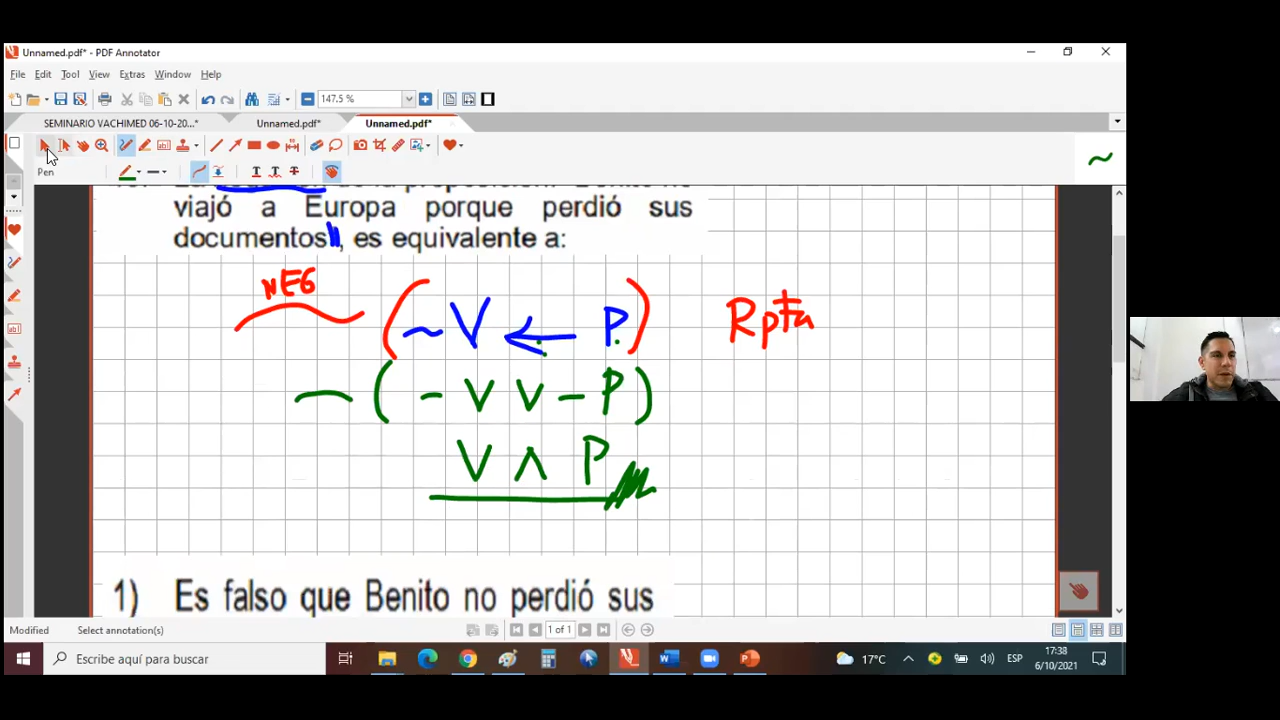 Unnamed.pdf* - PDF Annotator
File Edit Tool View Extras Window Help
147.5 %
SEMINARIO VACHIMED 06-10-20...* Unnamed.pdf* Unnamed.pdf*
Pen
viajó a Europa porque perdió sus
documentos", es equivalente a:
NEG
~ ( ~ V ← P ) Rpta
~ ( - V V - P )
V ∧ P
1) Es falso que Benito no perdió sus
Modified Select annotation(s) 1 of 1
Escribe aquí para buscar 17°C ESP 17:38
6/10/2021